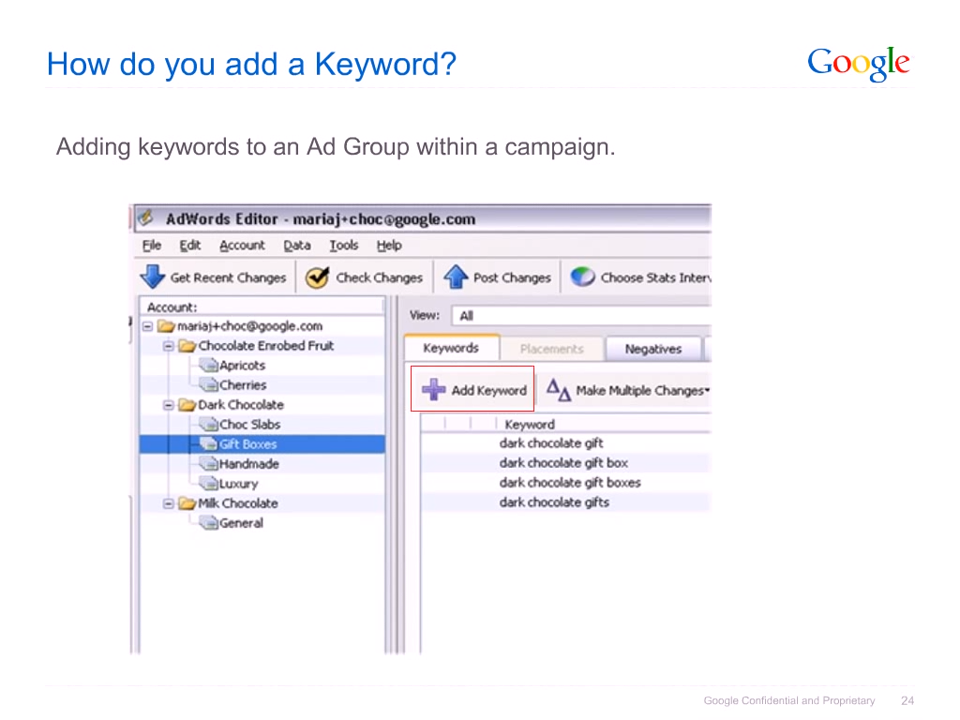 How do you add a Keyword?
Google
Adding keywords to an Ad Group within a campaign.
AdWords Editor - mariaj+choc@google.com
File Edit Account Data Tools Help
Get Recent Changes Check Changes Post Changes Choose Stats Interv
Account:
mariaj+choc@google.com
Chocolate Enrobed Fruit
Apricots
Cherries
Dark Chocolate
Choc Slabs
Gift Boxes
Handmade
Luxury
Milk Chocolate
General
View: All
Keywords Placements Negatives
Add Keyword Make Multiple Changes
Keyword
dark chocolate gift
dark chocolate gift box
dark chocolate gift boxes
dark chocolate gifts
Google Confidential and Proprietary 24